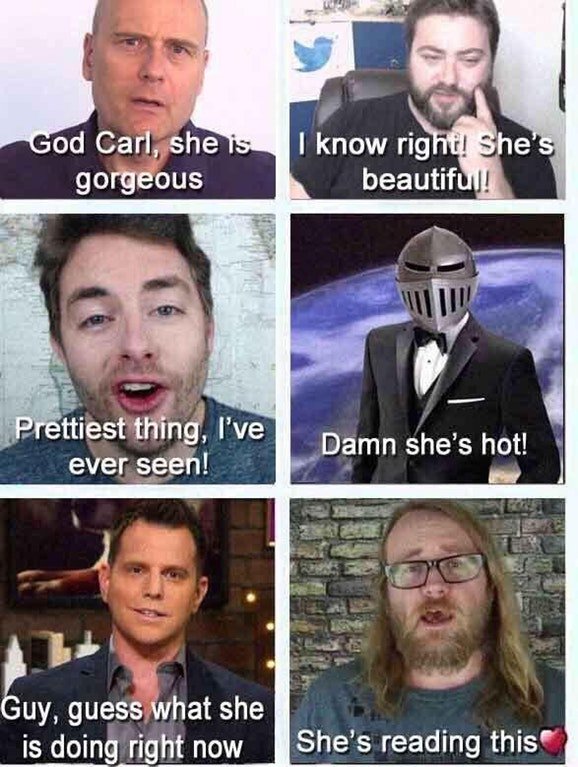 God Carl, she is
gorgeous
I know right! She's
beautiful!
Prettiest thing, I've
ever seen!
Damn she's hot!
Guy, guess what she
is doing right now
She's reading this